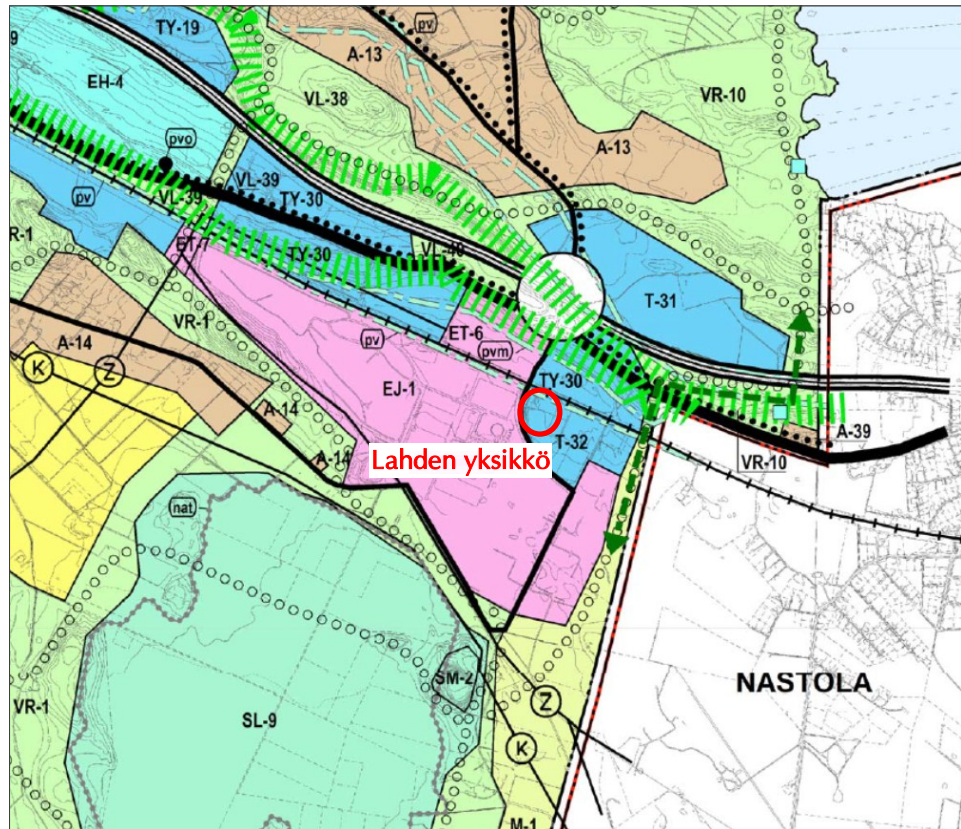 TY-19
pv
A-13
9
EH-4
VL-38
VR-10
pvo
A-13
VL-39
TY-30
pv
VL-39
R-1
ET-7
TY-30
VL-40
T-31
VR-1
pv
ET-6
pvm
A-14
EJ-1
TY-30
K
Z
A-14
T-32
A-39
Lahden yksikkö
A-14
VR-10
nat
SM-2
NASTOLA
VR-1
SL-9
Z
K
M-1